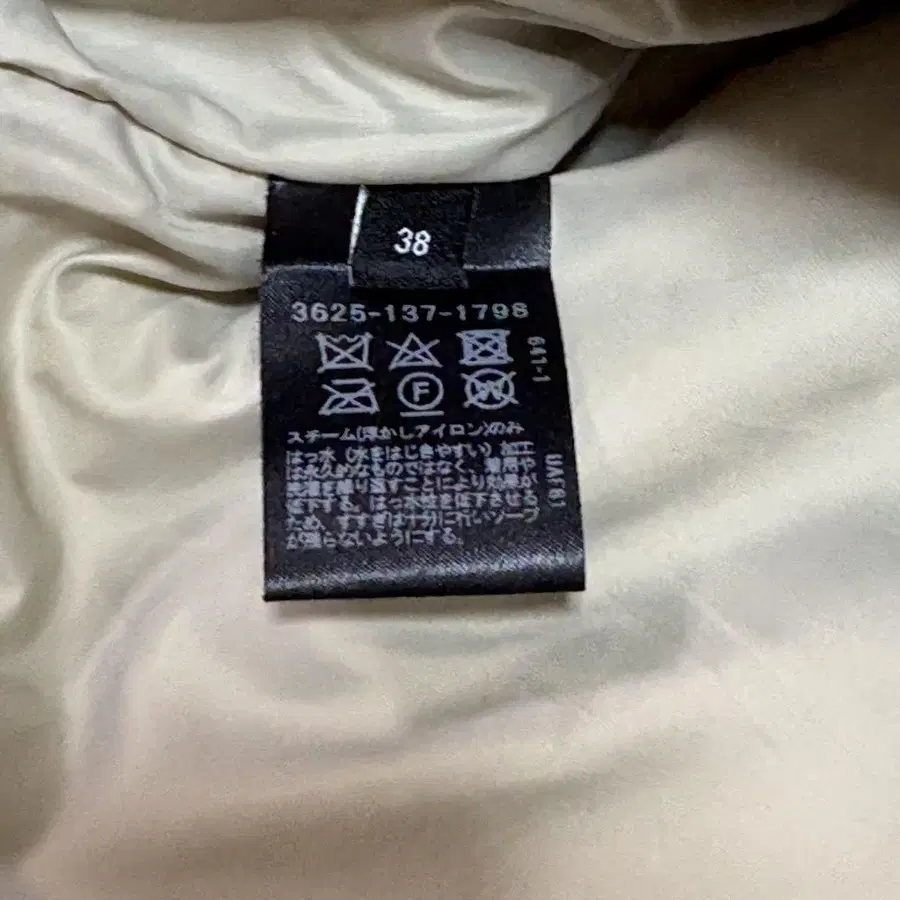 38
3625-137-1798
641-1
F
W
スチーム(浮かしアイロン)のみ
はっ水(水をはじきやすい)加工
は永久的なものではなく、着用や
洗濯を繰り返すことにより効果が
低下する。はっ水性を低下させる
ため、すすぎは十分に行いソープ
が残らないようにする。
UAF61